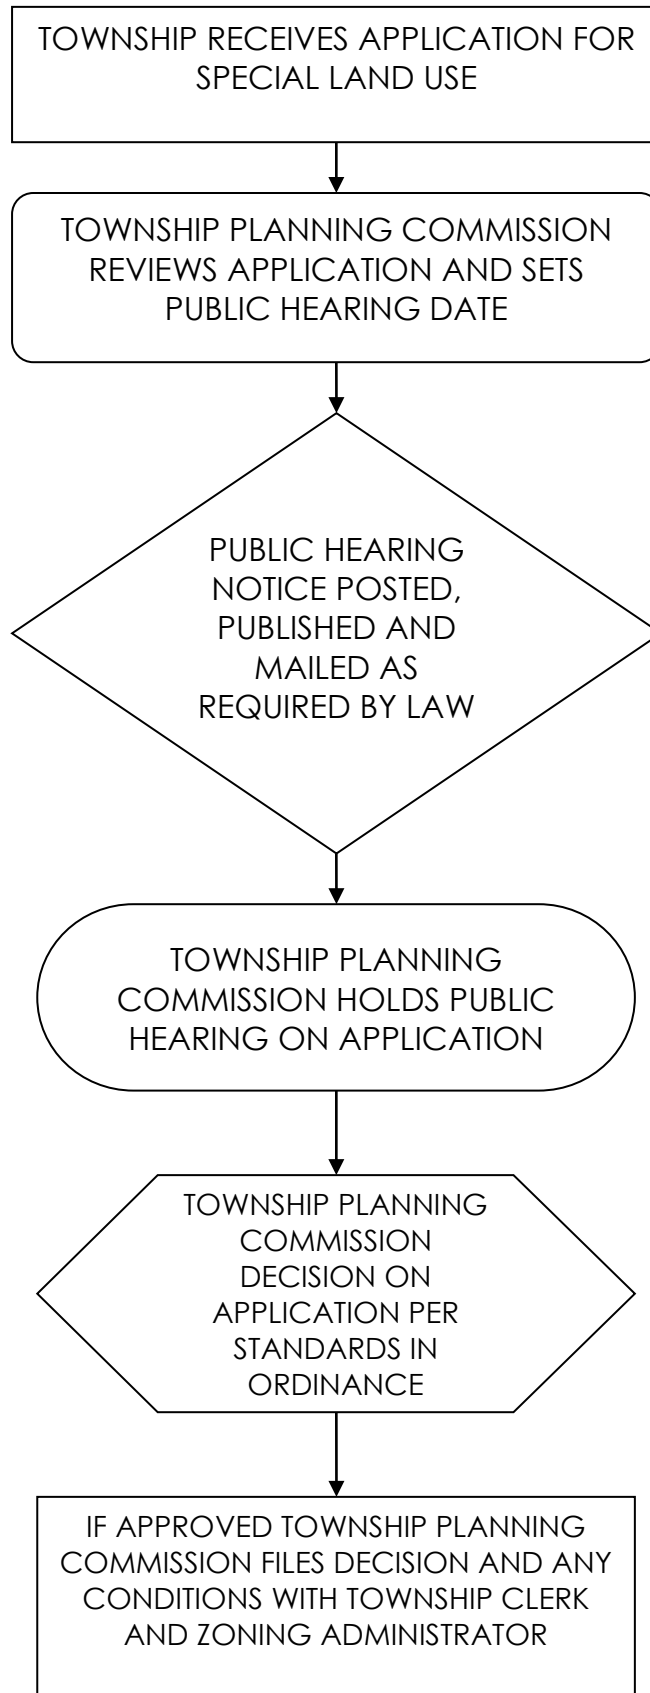 TOWNSHIP RECEIVES APPLICATION FOR
SPECIAL LAND USE
TOWNSHIP PLANNING COMMISSION
REVIEWS APPLICATION AND SETS
PUBLIC HEARING DATE
PUBLIC HEARING
NOTICE POSTED,
PUBLISHED AND
MAILED AS
REQUIRED BY LAW
TOWNSHIP PLANNING
COMMISSION HOLDS PUBLIC
HEARING ON APPLICATION
TOWNSHIP PLANNING
COMMISSION
DECISION ON
APPLICATION PER
STANDARDS IN
ORDINANCE
IF APPROVED TOWNSHIP PLANNING
COMMISSION FILES DECISION AND ANY
CONDITIONS WITH TOWNSHIP CLERK
AND ZONING ADMINISTRATOR